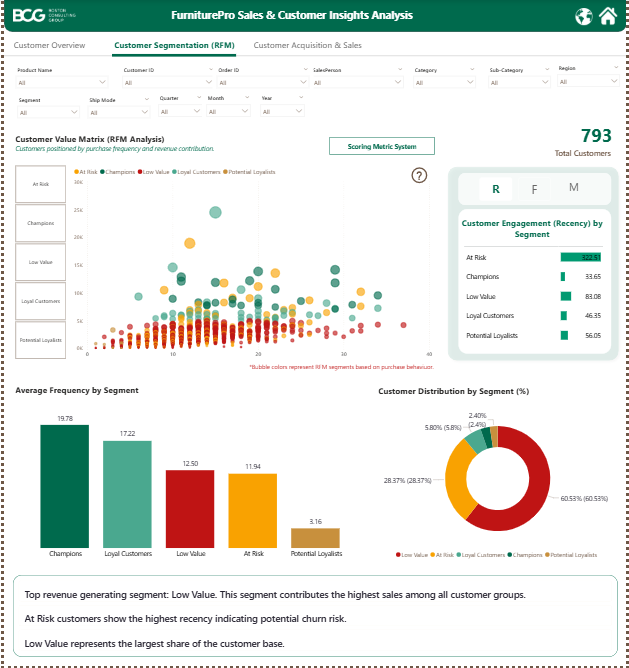 BCG BOSTON CONSULTING GROUP
FurniturePro Sales & Customer Insights Analysis
Customer Overview Customer Segmentation (RFM) Customer Acquisition & Sales
Product Name Customer ID Order ID SalesPerson Category Sub-Category Region
All All All All All All All
Segment Ship Mode Quarter Month Year
All All All All All
Customer Value Matrix (RFM Analysis)
Customers positioned by purchase frequency and revenue contribution.
Scoring Metric System
793
Total Customers
At Risk
Champions
Low Value
Loyal Customers
Potential Loyalists
At Risk Champions Low Value Loyal Customers Potential Loyalists
?
30K
25K
20K
15K
10K
5K
0K
0 10 20 30 40
*Bubble colors represent RFM segments based on purchase behaviour.
R F M
Customer Engagement (Recency) by
Segment
At Risk 322.51
Champions 33.65
Low Value 83.08
Loyal Customers 46.35
Potential Loyalists 56.05
Average Frequency by Segment
19.78
17.22
12.50
11.94
3.16
Champions Loyal Customers Low Value At Risk Potential Loyalists
Customer Distribution by Segment (%)
2.40%
(2.4%)
5.80% (5.8%)
28.37% (28.37%)
60.53% (60.53%)
Low Value At Risk Loyal Customers Champions Potential Loyalists
Top revenue generating segment: Low Value. This segment contributes the highest sales among all customer groups.
At Risk customers show the highest recency indicating potential churn risk.
Low Value represents the largest share of the customer base.